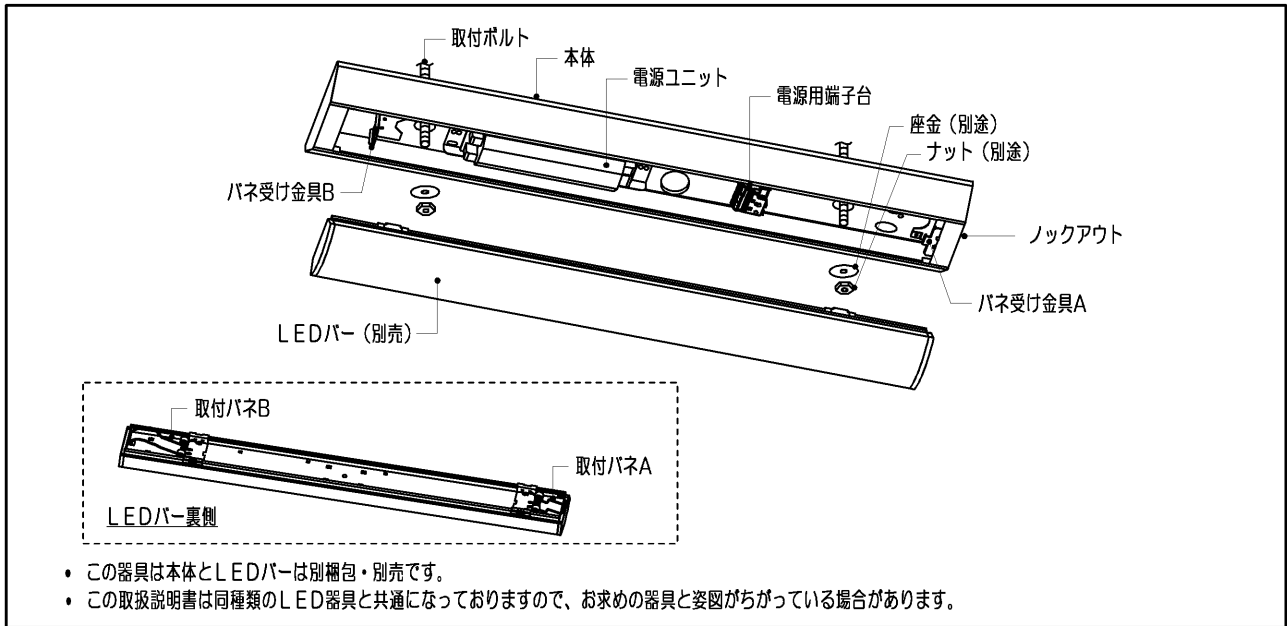 取付ボルト
本体
電源ユニット
電源用端子台
座金（別途）
ナット（別途）
バネ受け金具B
ノックアウト
バネ受け金具A
ＬＥＤバー（別売）
取付バネB
取付バネA
ＬＥＤバー裏側
• この器具は本体とＬＥＤバーは別梱包・別売です。
• この取扱説明書は同種類のＬＥＤ器具と共通になっておりますので、お求めの器具と姿図がちがっている場合があります。